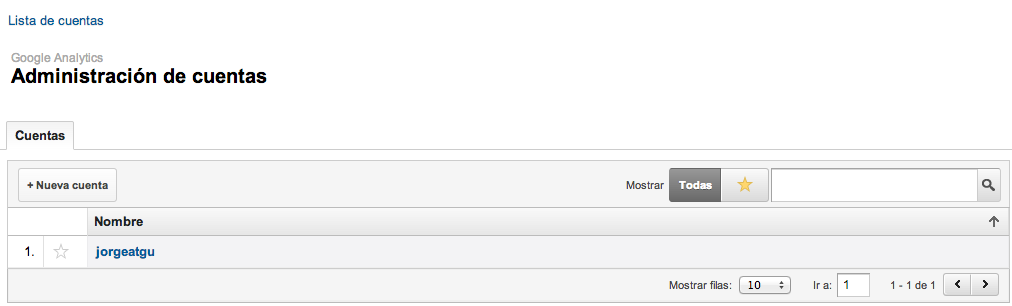 Lista de cuentas
Google Analytics
Administración de cuentas
Cuentas
+ Nueva cuenta Mostrar Todas
Nombre
1. jorgeatgu
Mostrar filas: 10 Ir a: 1 1 - 1 de 1